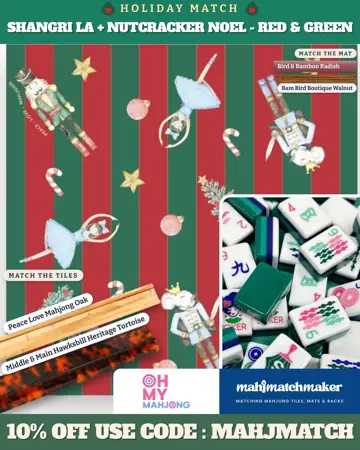 HOLIDAY MATCH
SHANGRI LA + NUTCRACKER NOEL - RED & GREEN
MATCH THE MAT
Bird & Bamboo Radish
Bam Bird Boutique Walnut
MATCH THE TILES
Peace Love Mahjong Oak
Middle & Main Hawksbill Heritage Tortoise
OH
MY
MAHJONG
mahjmatchmaker
MATCHING MAHJONG TILES, MATS & RACKS
10% OFF USE CODE : MAHJMATCH